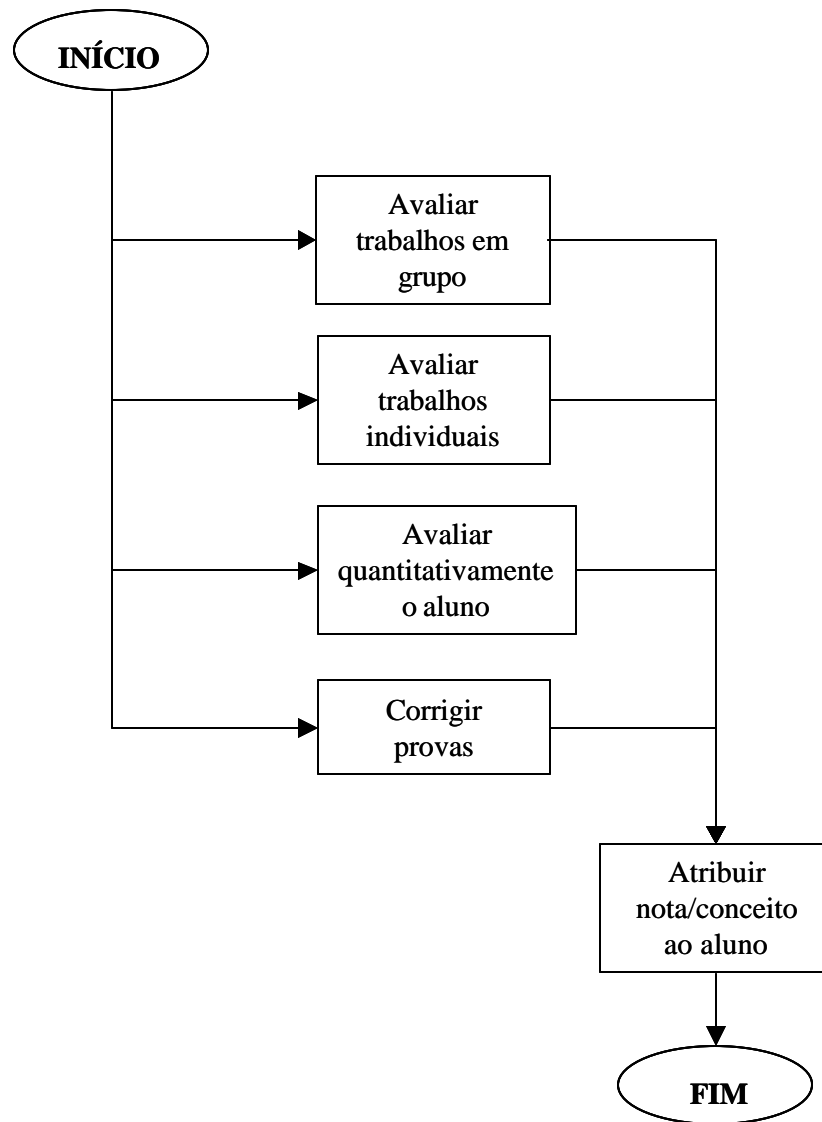 INÍCIO
Avaliar
trabalhos em
grupo
Avaliar
trabalhos
individuais
Avaliar
quantitativamente
o aluno
Corrigir
provas
Atribuir
nota/conceito
ao aluno
FIM